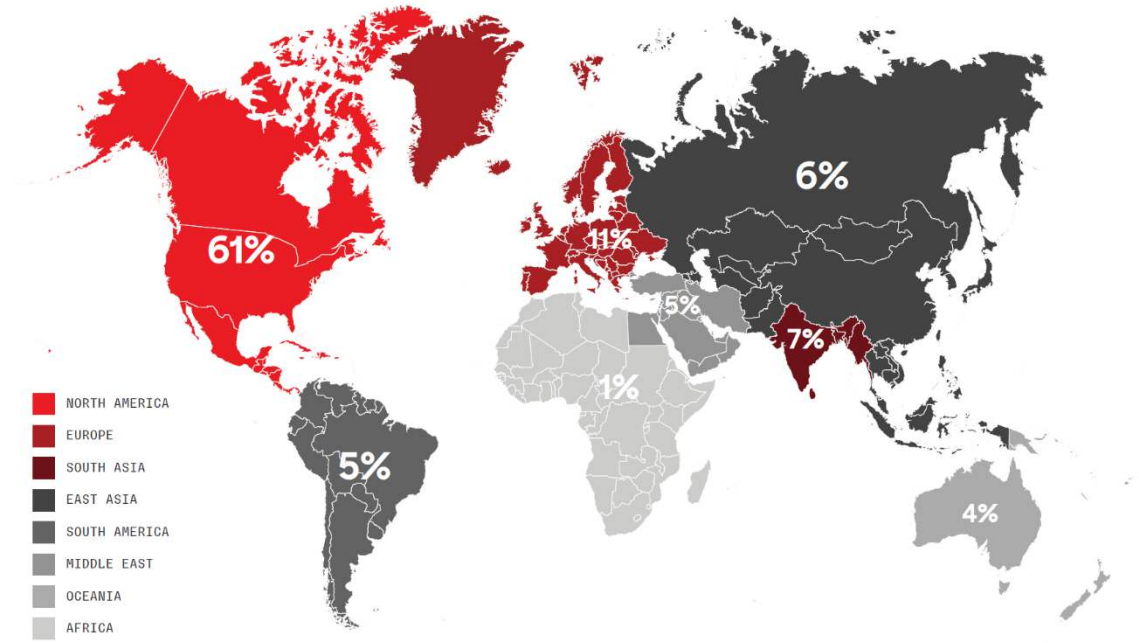 6%
61%
11%
5%
7%
1%
5%
4%
NORTH AMERICA
EUROPE
SOUTH ASIA
EAST ASIA
SOUTH AMERICA
MIDDLE EAST
OCEANIA
AFRICA